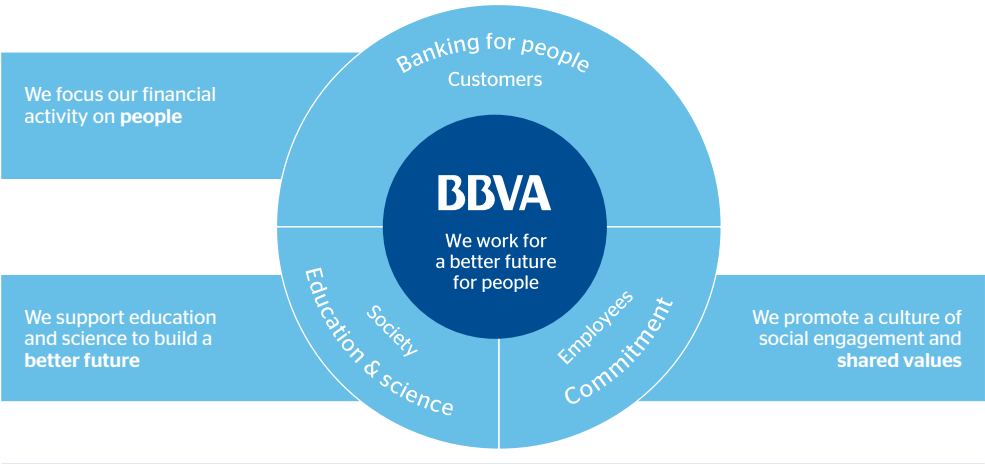 Banking for people
Customers
We focus our financial
activity on people
BBVA
We work for
a better future
for people
Education & science
Society
Employees
Commitment
We support education
and science to build a
better future
We promote a culture of
social engagement and
shared values